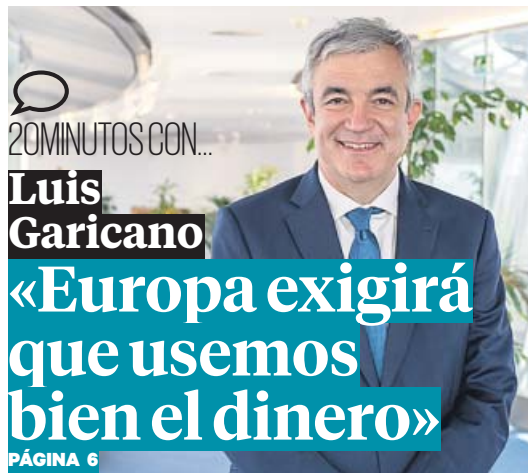 20MINUTOS CON...
Luis
Garicano
«Europa exigirá
que usemos
bien el dinero»
PÁGINA 6